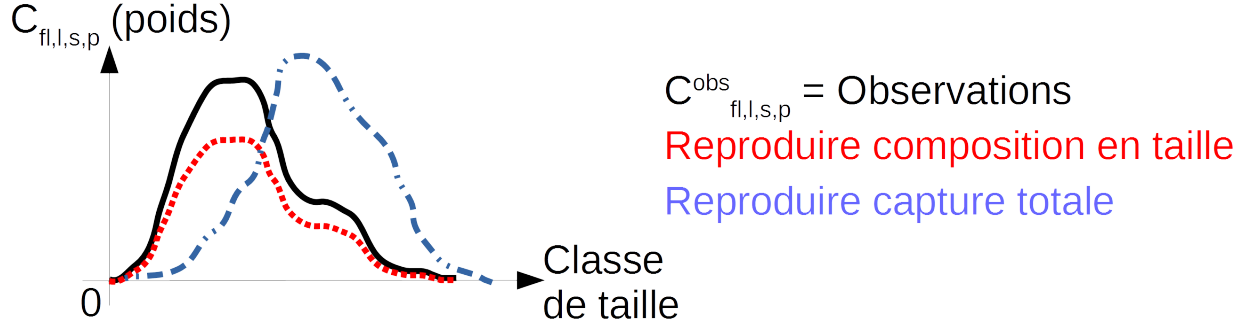 C_fl,l,s,p (poids)
C^obs_fl,l,s,p = Observations
Reproduire composition en taille
Reproduire capture totale
Classe
de taille
0